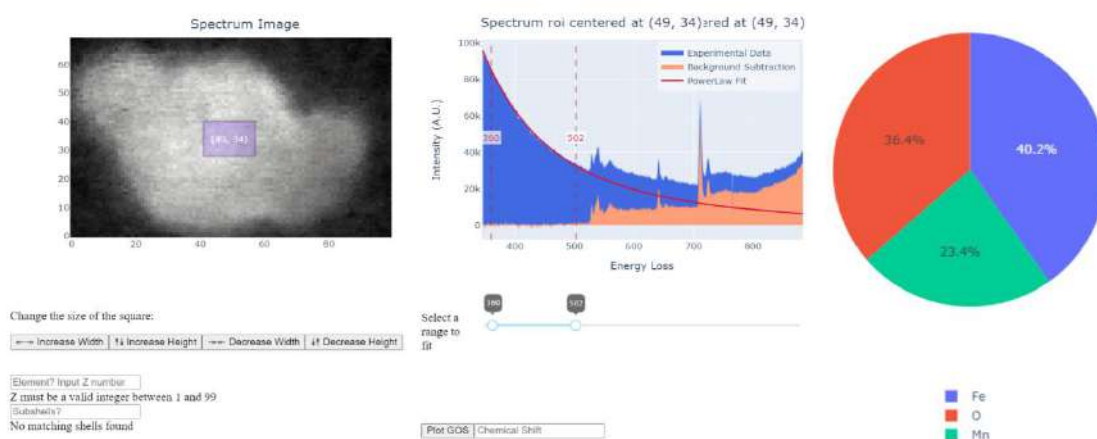 Spectrum Image
(49, 34)
60
50
40
30
20
10
0
0
20
40
60
80
Spectrum roi centered at (49, 34)ered at (49, 34)
Experimental Data
Background Subtraction
PowerLaw Fit
Intensity (A.U.)
100k
80k
60k
40k
20k
0
360
502
400
500
600
700
800
Energy Loss
40.2%
36.4%
23.4%
Fe
O
Mn
Change the size of the square:
←→ Increase Width
↑↓ Increase Height
→← Decrease Width
↓↑ Decrease Height
Element? Input Z number
Z must be a valid integer between 1 and 99
Subshells?
No matching shells found
Select a
range to
fit
360
502
Plot GOS
Chemical Shift